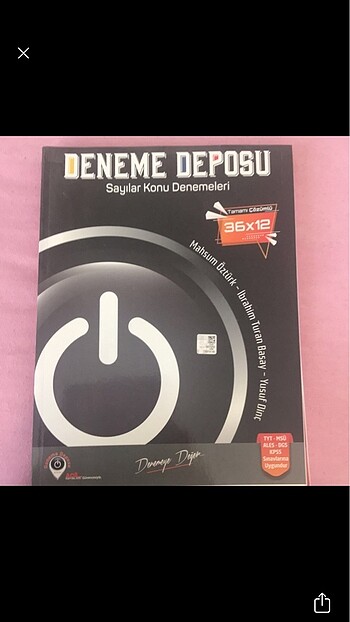 DENEME DEPOSU
Sayılar Konu Denemeleri
Tamamı Çözümlü
36x12
Mahsum Öztürk - İbrahim Turan Başay - Yusuf Dinç
Denemeye Değer...
TYT - MSÜ
ALES - DGS
KPSS
Sınavlarına
Uygundur